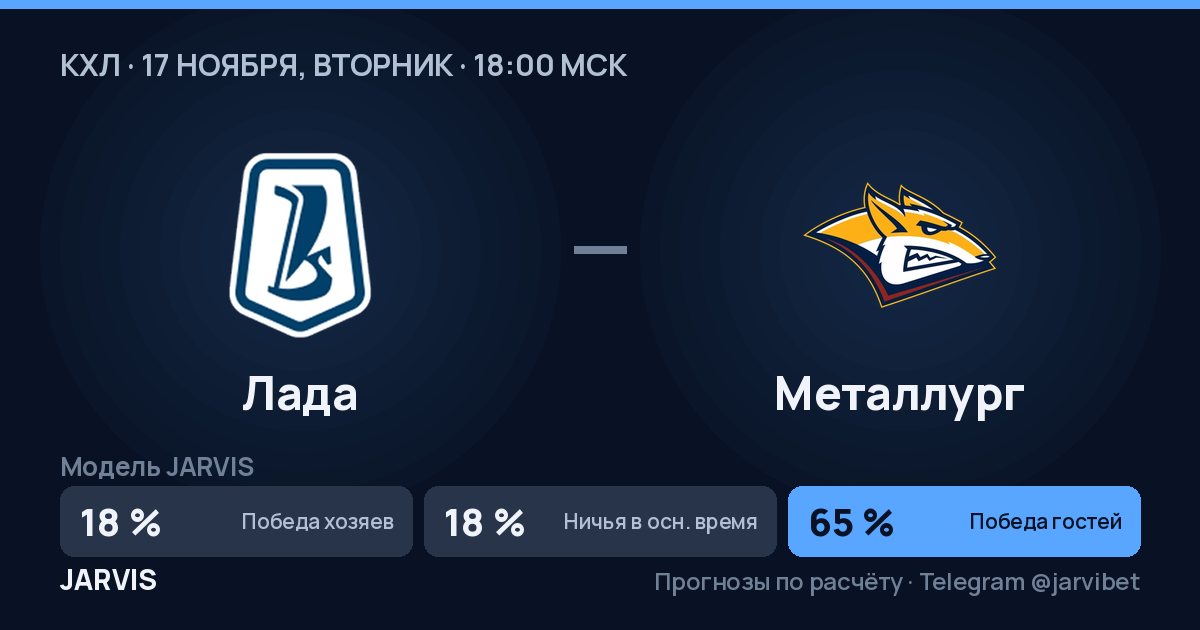 КХЛ · 17 НОЯБРЯ, ВТОРНИК · 18:00 МСК
Лада
Металлург
Модель JARVIS
18 % Победа хозяев
18 % Ничья в осн. время
65 % Победа гостей
JARVIS
Прогнозы по расчёту · Telegram @jarvibet